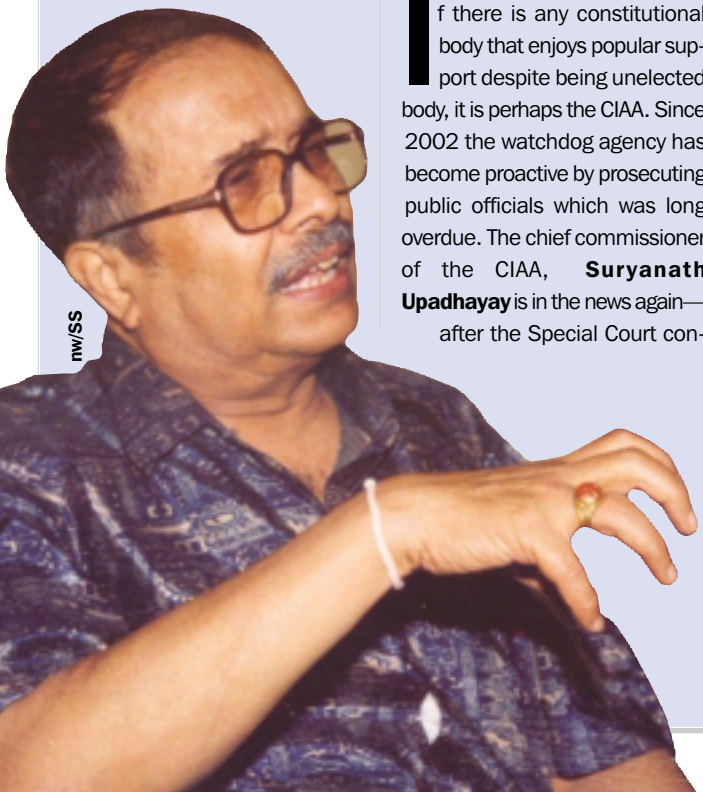 If there is any constitutional
body that enjoys popular sup-
port despite being unelected
body, it is perhaps the CIAA. Since
2002 the watchdog agency has
become proactive by prosecuting
public officials which was long
overdue. The chief commissioner
of the CIAA, Suryanath
Upadhayay is in the news again—
after the Special Court con-
nw/SS